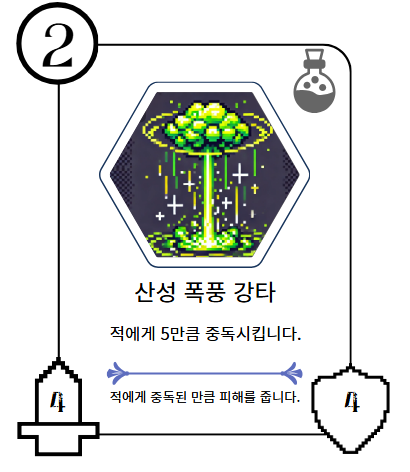 2
산성 폭풍 강타
적에게 5만큼 중독시킵니다.
적에게 중독된 만큼 피해를 줍니다.
4 4